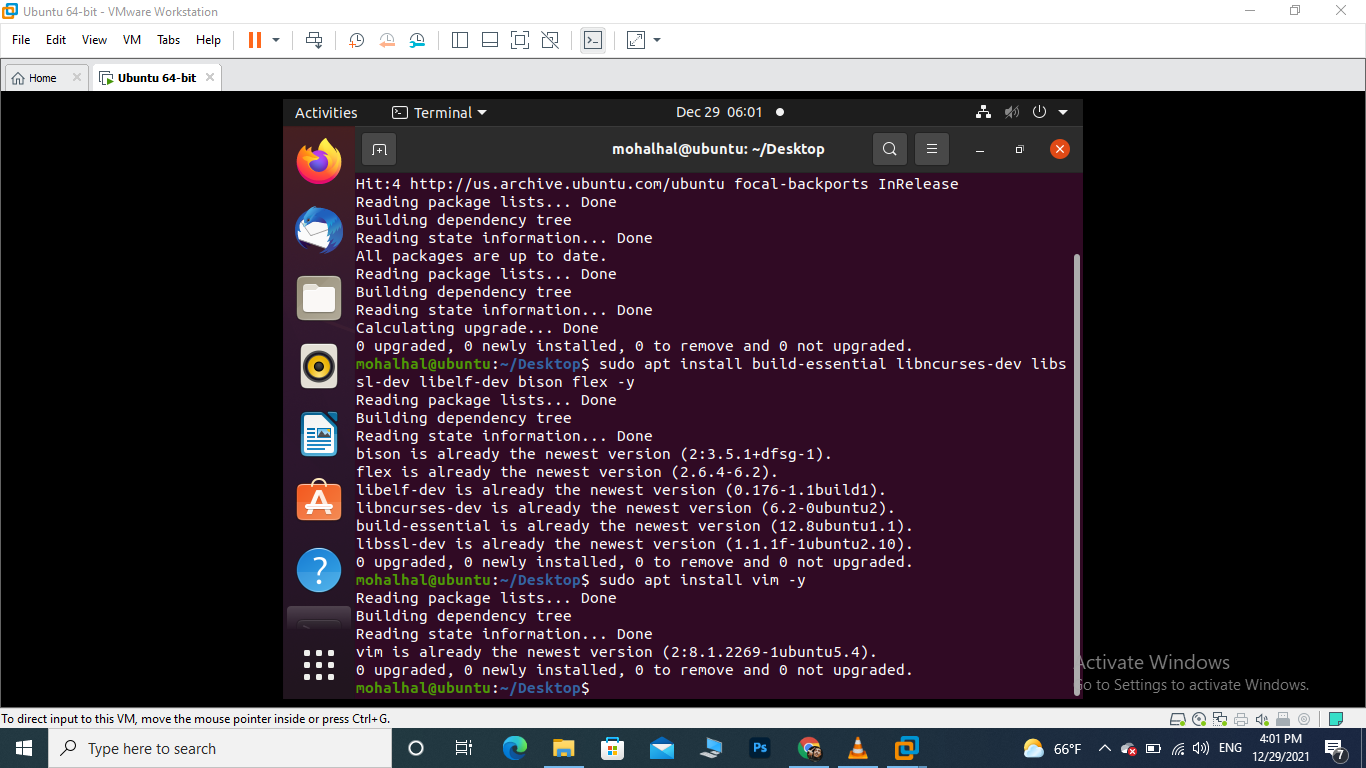 Ubuntu 64-bit - VMware Workstation
File Edit View VM Tabs Help
Home
Ubuntu 64-bit
Activities Terminal Dec 29 06:01
mohalhal@ubuntu: ~/Desktop
Hit:4 http://us.archive.ubuntu.com/ubuntu focal-backports InRelease
Reading package lists... Done
Building dependency tree
Reading state information... Done
All packages are up to date.
Reading package lists... Done
Building dependency tree
Reading state information... Done
Calculating upgrade... Done
0 upgraded, 0 newly installed, 0 to remove and 0 not upgraded.
mohalhal@ubuntu:~/Desktop$ sudo apt install build-essential libncurses-dev libs
sl-dev libelf-dev bison flex -y
Reading package lists... Done
Building dependency tree
Reading state information... Done
bison is already the newest version (2:3.5.1+dfsg-1).
flex is already the newest version (2.6.4-6.2).
libelf-dev is already the newest version (0.176-1.1build1).
libncurses-dev is already the newest version (6.2-0ubuntu2).
build-essential is already the newest version (12.8ubuntu1.1).
libssl-dev is already the newest version (1.1.1f-1ubuntu2.10).
0 upgraded, 0 newly installed, 0 to remove and 0 not upgraded.
mohalhal@ubuntu:~/Desktop$ sudo apt install vim -y
Reading package lists... Done
Building dependency tree
Reading state information... Done
vim is already the newest version (2:8.1.2269-1ubuntu5.4).
0 upgraded, 0 newly installed, 0 to remove and 0 not upgraded.
mohalhal@ubuntu:~/Desktop$
Activate Windows
Go to Settings to activate Windows.
To direct input to this VM, move the mouse pointer inside or press Ctrl+G.
Type here to search
Ps
66°F
ENG
4:01 PM
12/29/2021
7